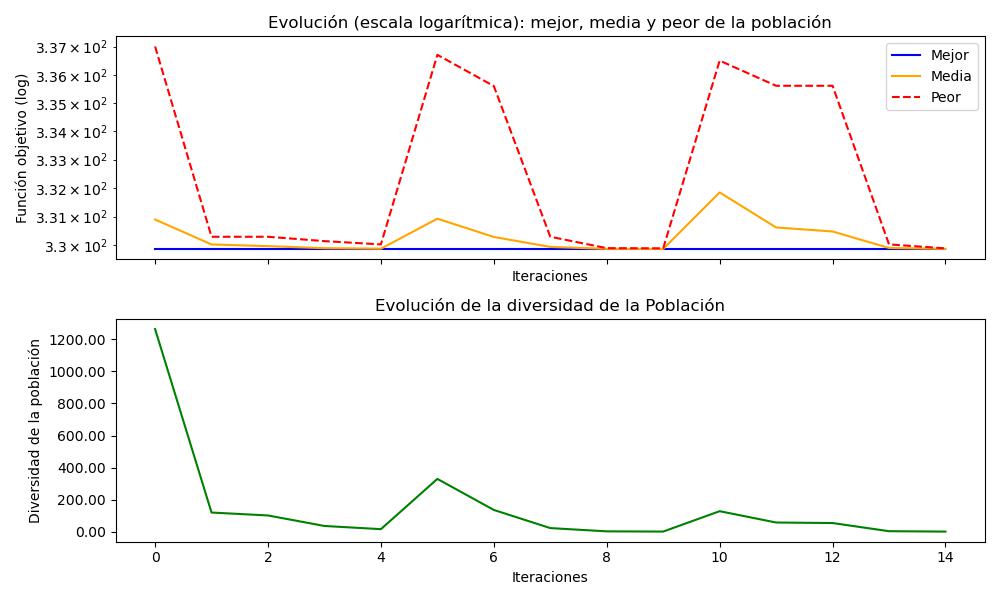 Evolución (escala logarítmica): mejor, media y peor de la población
Función objetivo (log)
3.37 × 10²
3.36 × 10²
3.35 × 10²
3.34 × 10²
3.33 × 10²
3.32 × 10²
3.31 × 10²
3.3 × 10²
Mejor
Media
Peor
Iteraciones
Evolución de la diversidad de la Población
Diversidad de la población
1200.00
1000.00
800.00
600.00
400.00
200.00
0.00
0 2 4 6 8 10 12 14
Iteraciones